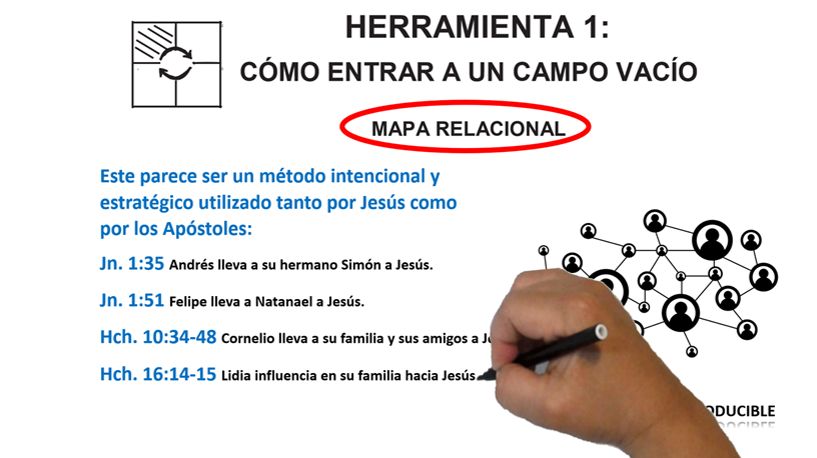 HERRAMIENTA 1:
CÓMO ENTRAR A UN CAMPO VACÍO
MAPA RELACIONAL
Este parece ser un método intencional y
estratégico utilizado tanto por Jesús como
por los Apóstoles:
Jn. 1:35 Andrés lleva a su hermano Simón a Jesús.
Jn. 1:51 Felipe lleva a Natanael a Jesús.
Hch. 10:34-48 Cornelio lleva a su familia y sus amigos a
Hch. 16:14-15 Lidia influencia en su familia hacia Jesús